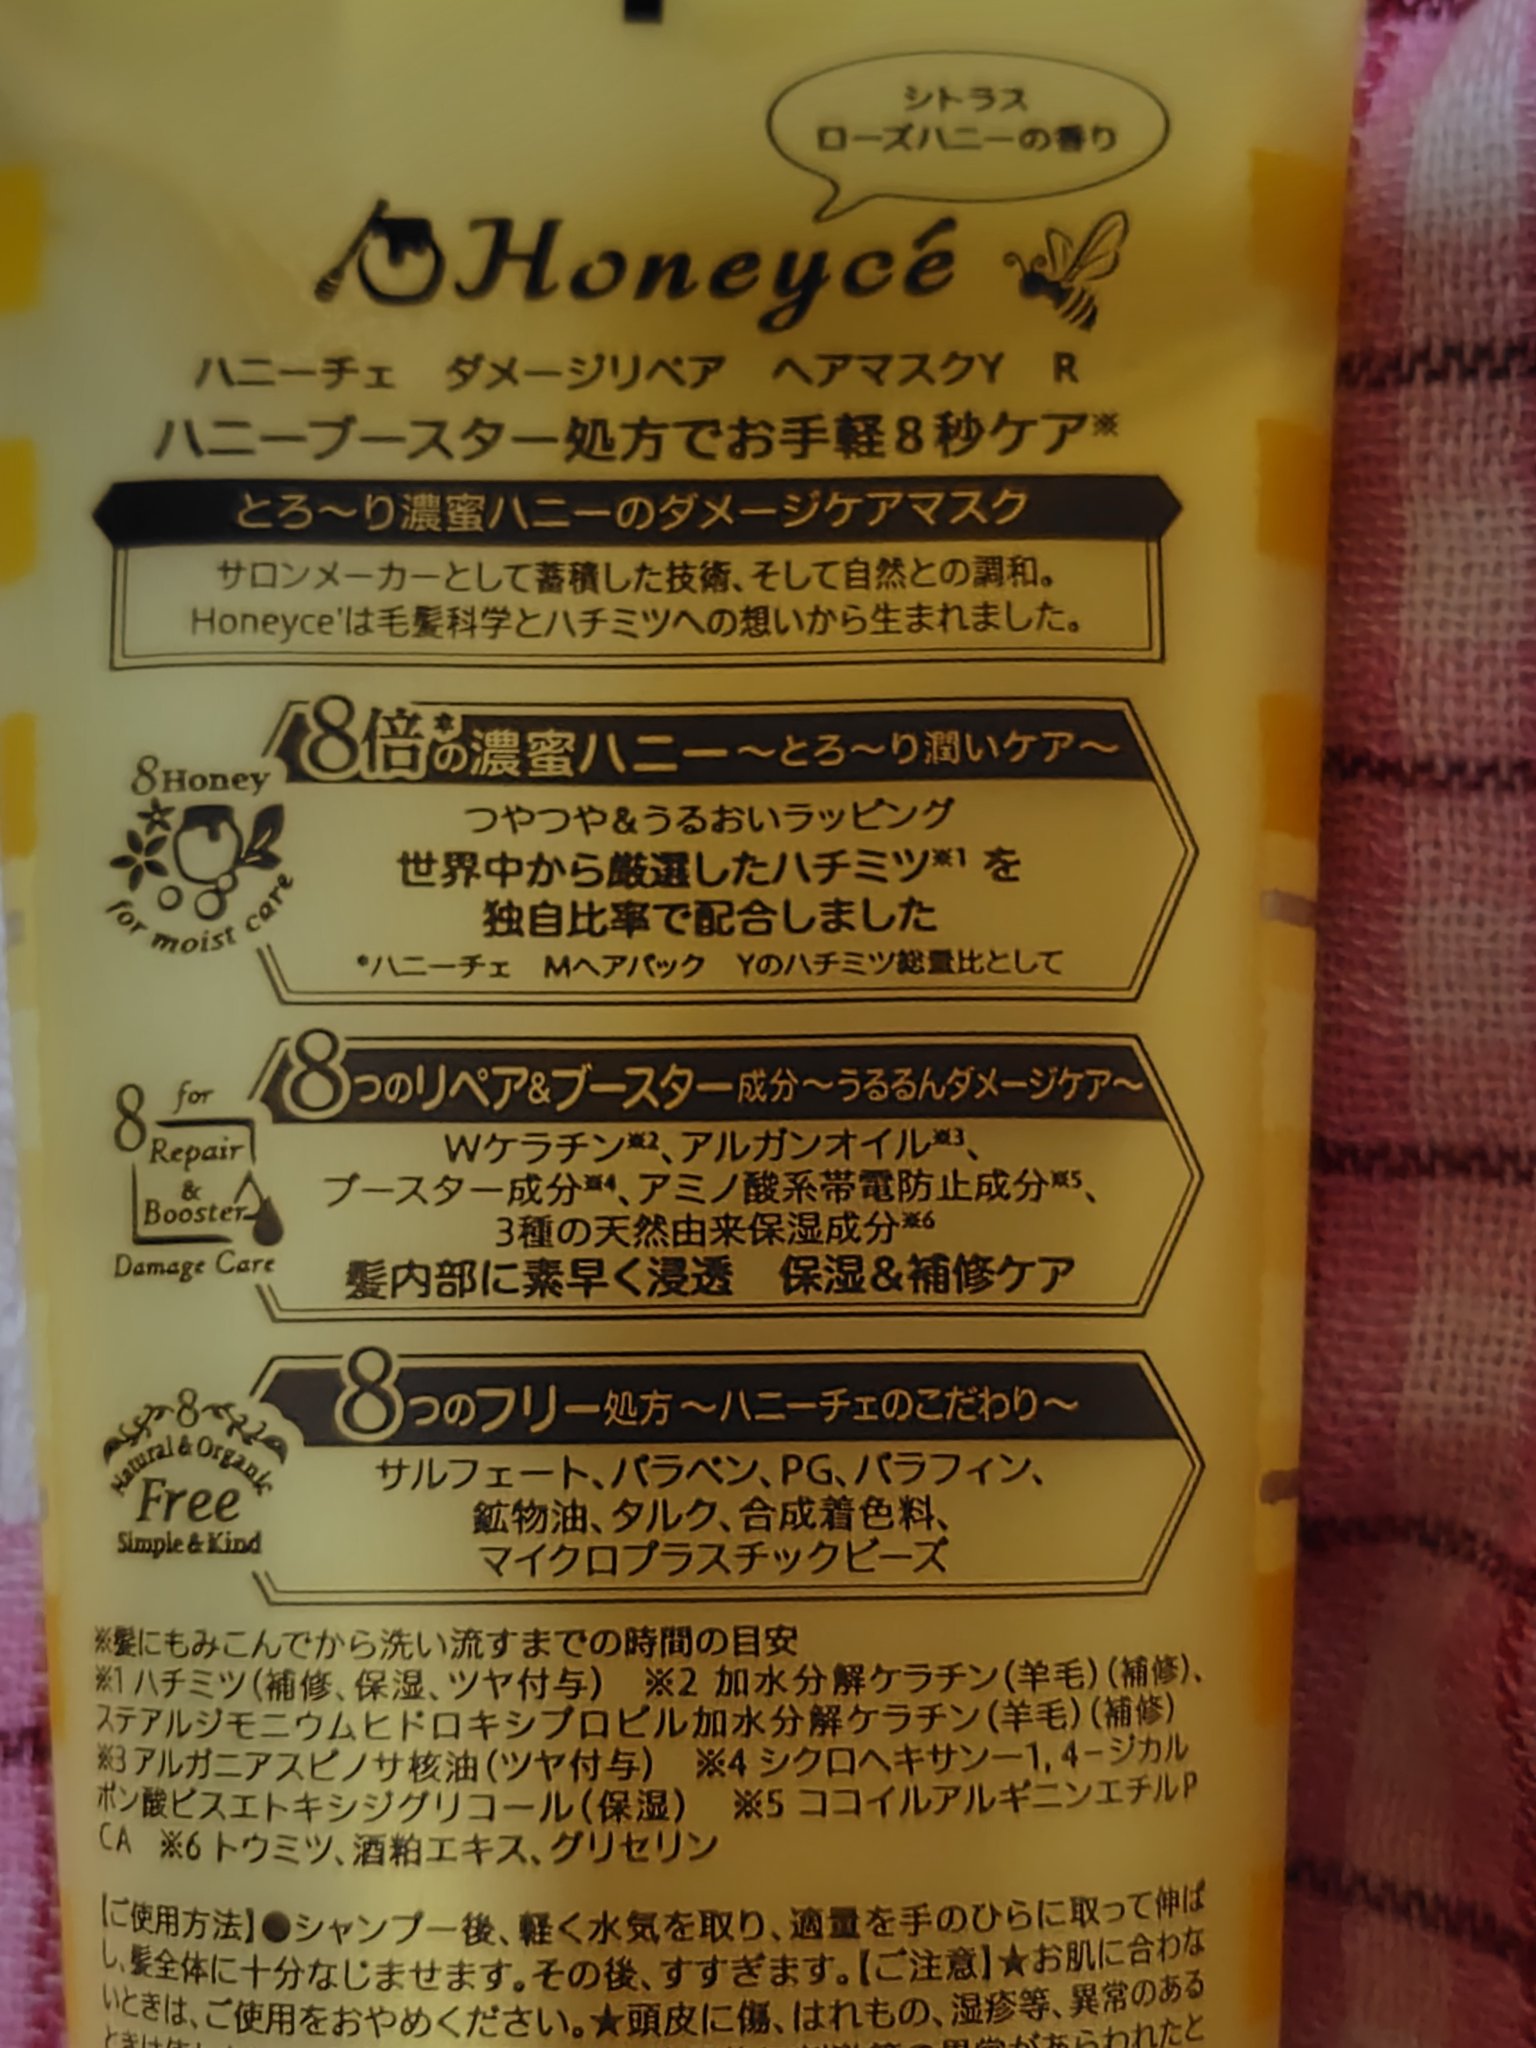 シトラス
ローズハニーの香り
Honeycé
ハニーチェ ダメージリペア ヘアマスクY R
ハニーブースター処方でお手軽8秒ケア※
とろ～り濃蜜ハニーのダメージケアマスク
サロンメーカーとして蓄積した技術、そして自然との調和。
Honeyce'は毛髪科学とハチミツへの想いから生まれました。
8Honey
for moist care
8倍*の濃蜜ハニー～とろ～り潤いケア～
つやつや&うるおいラッピング
世界中から厳選したハチミツ※1 を
独自比率で配合しました
*ハニーチェ Mヘアパック Yのハチミツ総量比として
8 for
Repair
&
Booster
Damage Care
8つのリペア&ブースター成分～うるるんダメージケア～
Wケラチン※2、アルガンオイル※3、
ブースター成分※4、アミノ酸系帯電防止成分※5、
3種の天然由来保湿成分※6
髪内部に素早く浸透 保湿&補修ケア
8
Natural & Organic
Free
Simple & Kind
8つのフリー処方～ハニーチェのこだわり～
サルフェート、パラベン、PG、パラフィン、
鉱物油、タルク、合成着色料、
マイクロプラスチックビーズ
※髪にもみこんでから洗い流すまでの時間の目安
※1 ハチミツ(補修、保湿、ツヤ付与) ※2 加水分解ケラチン(羊毛)(補修)、
ステアルジモニウムヒドロキシプロピル加水分解ケラチン(羊毛)(補修)
※3 アルガニアスピノサ核油(ツヤ付与) ※4 シクロヘキサン-1, 4-ジカル
ボン酸ビスエトキシジグリコール(保湿) ※5 ココイルアルギニンエチルP
CA ※6 トウミツ、酒粕エキス、グリセリン
【ご使用方法】●シャンプー後、軽く水気を取り、適量を手のひらに取って伸ば
し、髪全体に十分なじませます。その後、すすぎます。【ご注意】★お肌に合わな
いときは、ご使用をおやめください。★頭皮に傷、はれもの、湿疹等、異常のある
異常があらわれたと